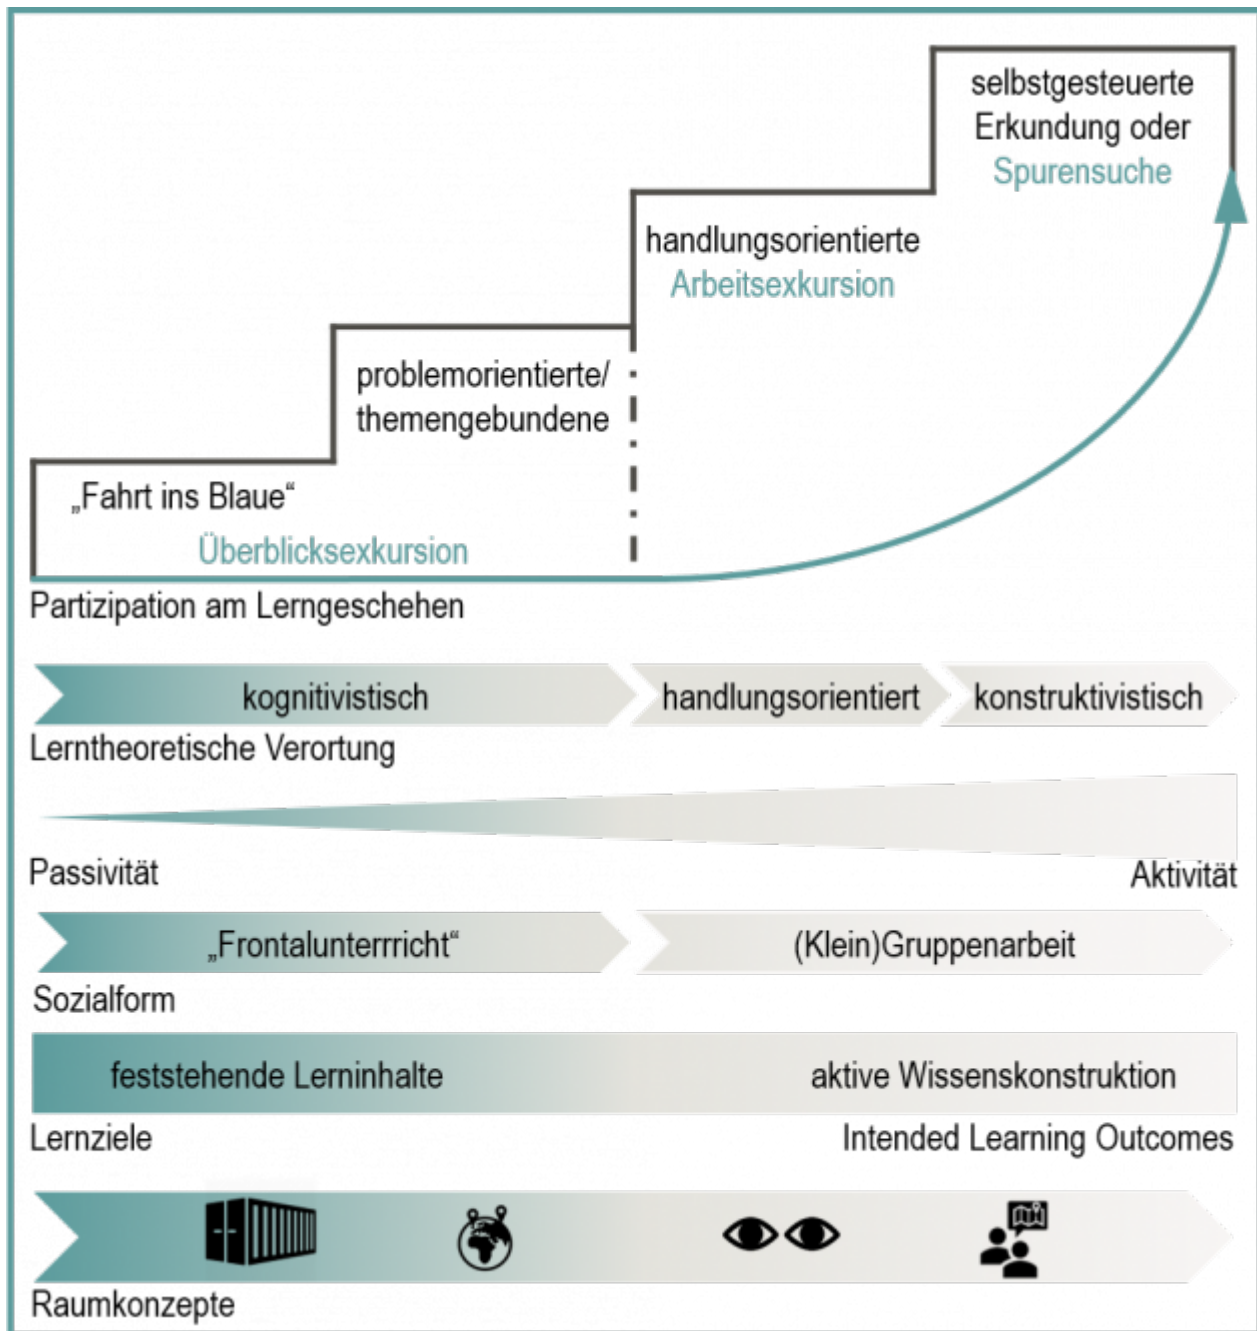 selbstgesteuerte
Erkundung oder
Spurensuche
handlungsorientierte
Arbeitsexkursion
problemorientierte/
themengebundene
„Fahrt ins Blaue“
Überblicksexkursion
Partizipation am Lerngeschehen
kognitivistisch
handlungsorientiert
konstruktivistisch
Lerntheoretische Verortung
Passivität
Aktivität
„Frontalunterrricht“
(Klein)Gruppenarbeit
Sozialform
feststehende Lerninhalte
aktive Wissenskonstruktion
Lernziele
Intended Learning Outcomes
Raumkonzepte